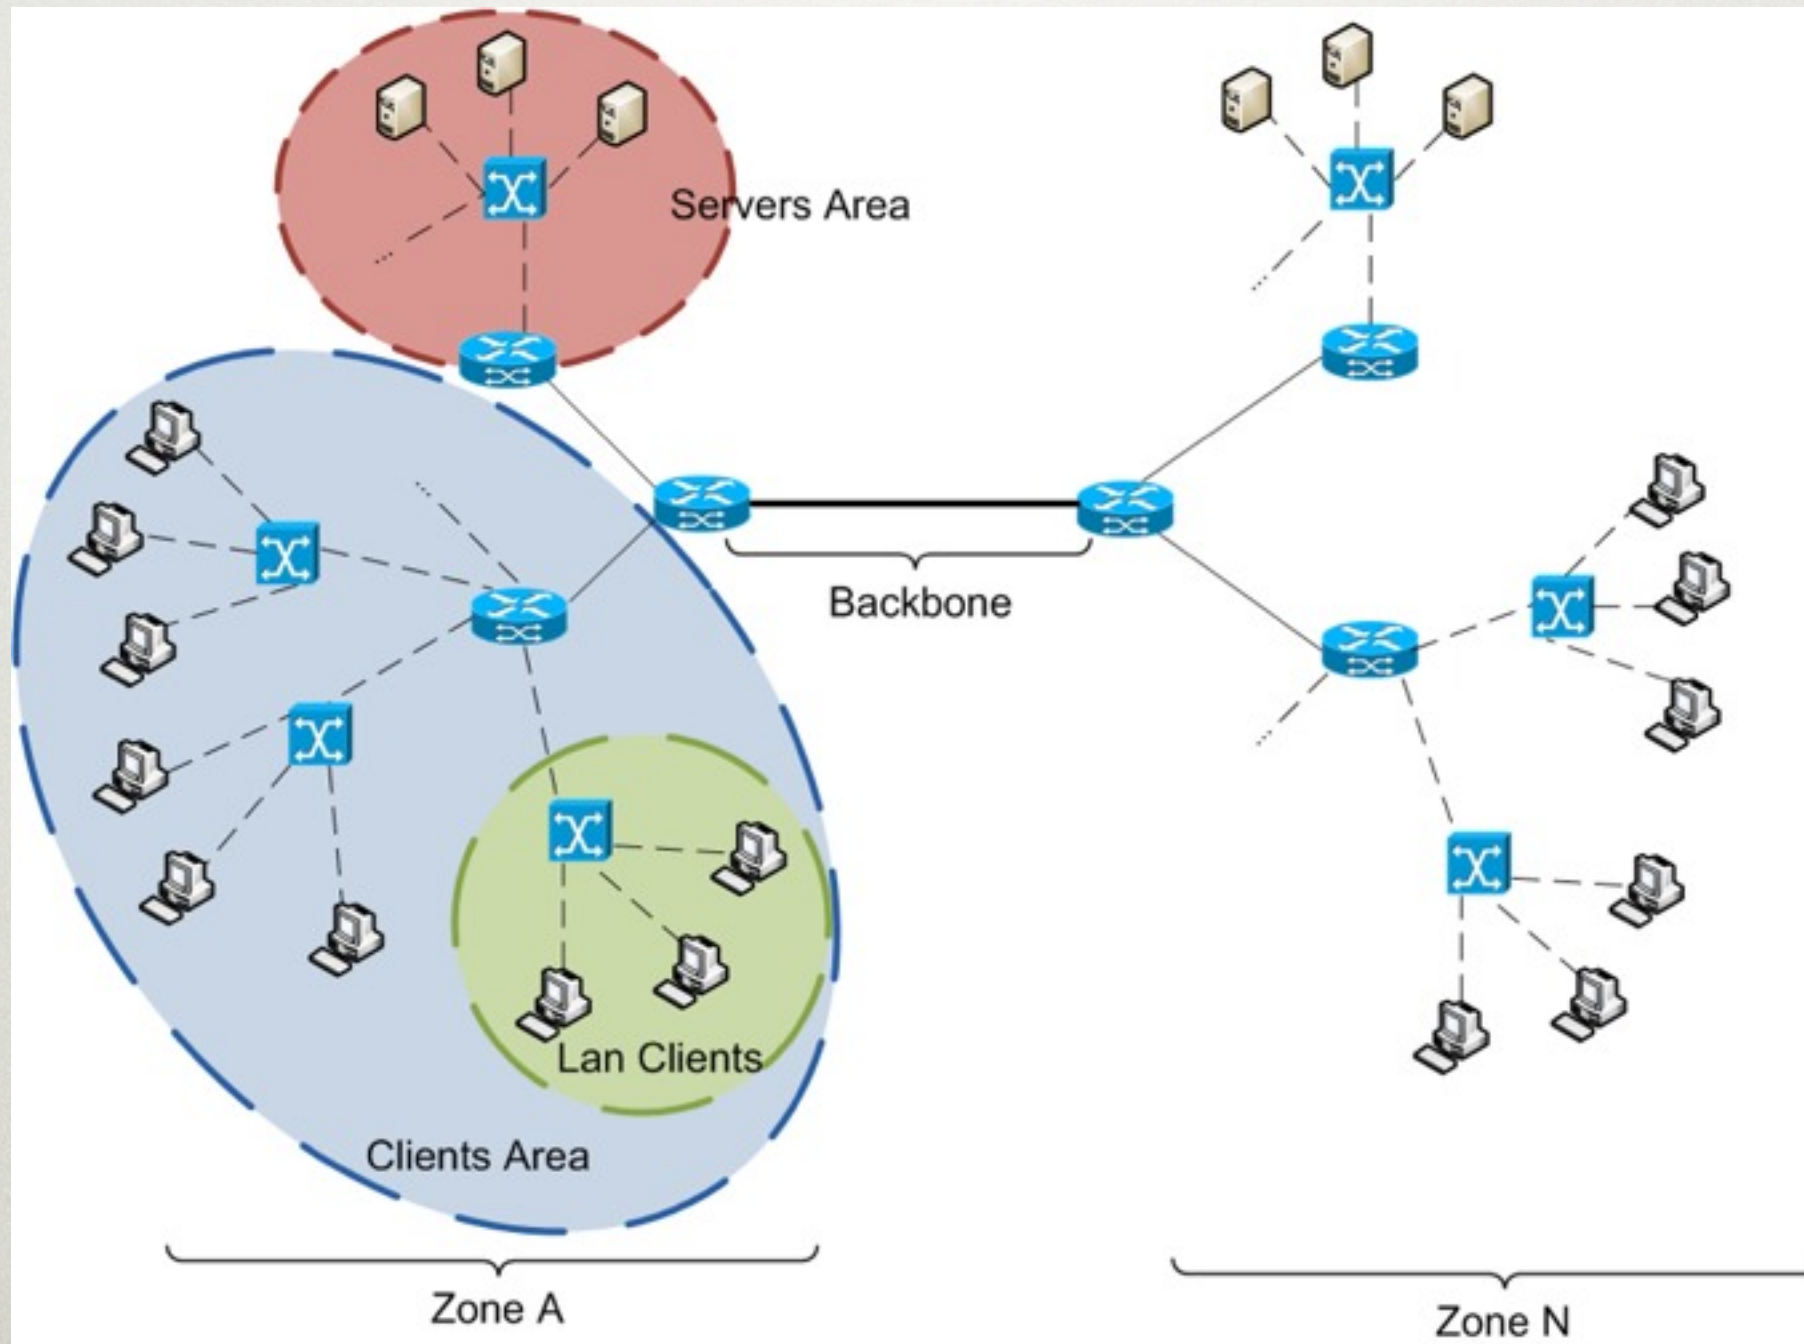 Servers Area
Backbone
Lan Clients
Clients Area
Zone A
Zone N